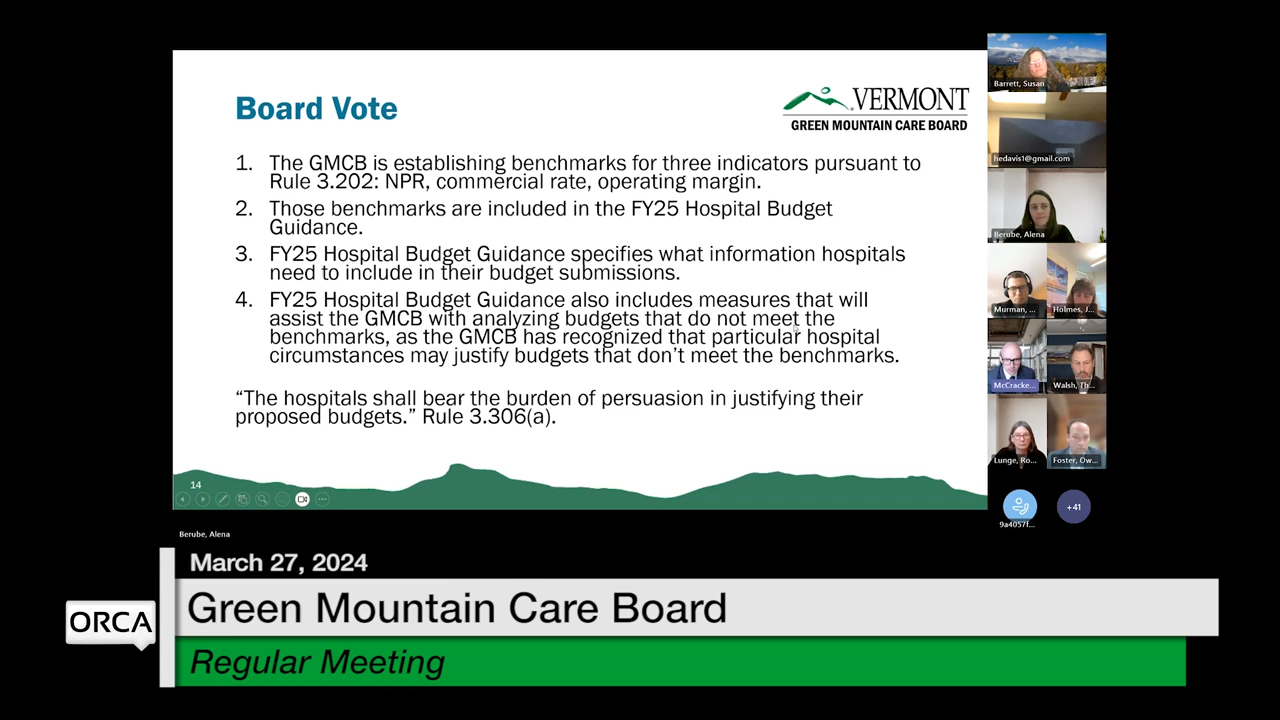 Board Vote
VERMONT
GREEN MOUNTAIN CARE BOARD
1. The GMCB is establishing benchmarks for three indicators pursuant to
Rule 3.202: NPR, commercial rate, operating margin.
2. Those benchmarks are included in the FY25 Hospital Budget
Guidance.
3. FY25 Hospital Budget Guidance specifies what information hospitals
need to include in their budget submissions.
4. FY25 Hospital Budget Guidance also includes measures that will
assist the GMCB with analyzing budgets that do not meet the
benchmarks, as the GMCB has recognized that particular hospital
circumstances may justify budgets that don't meet the benchmarks.
“The hospitals shall bear the burden of persuasion in justifying their
proposed budgets.” Rule 3.306(a).
14
Barrett, Susan
hedavis1@gmail.com
Berube, Alena
Murman, ...
Holmes, J...
McCracke...
Walsh, Th...
Lunge, Ro...
Foster, Ow...
9a4057f...
+41
Berube, Alena
March 27, 2024
ORCA
Green Mountain Care Board
Regular Meeting